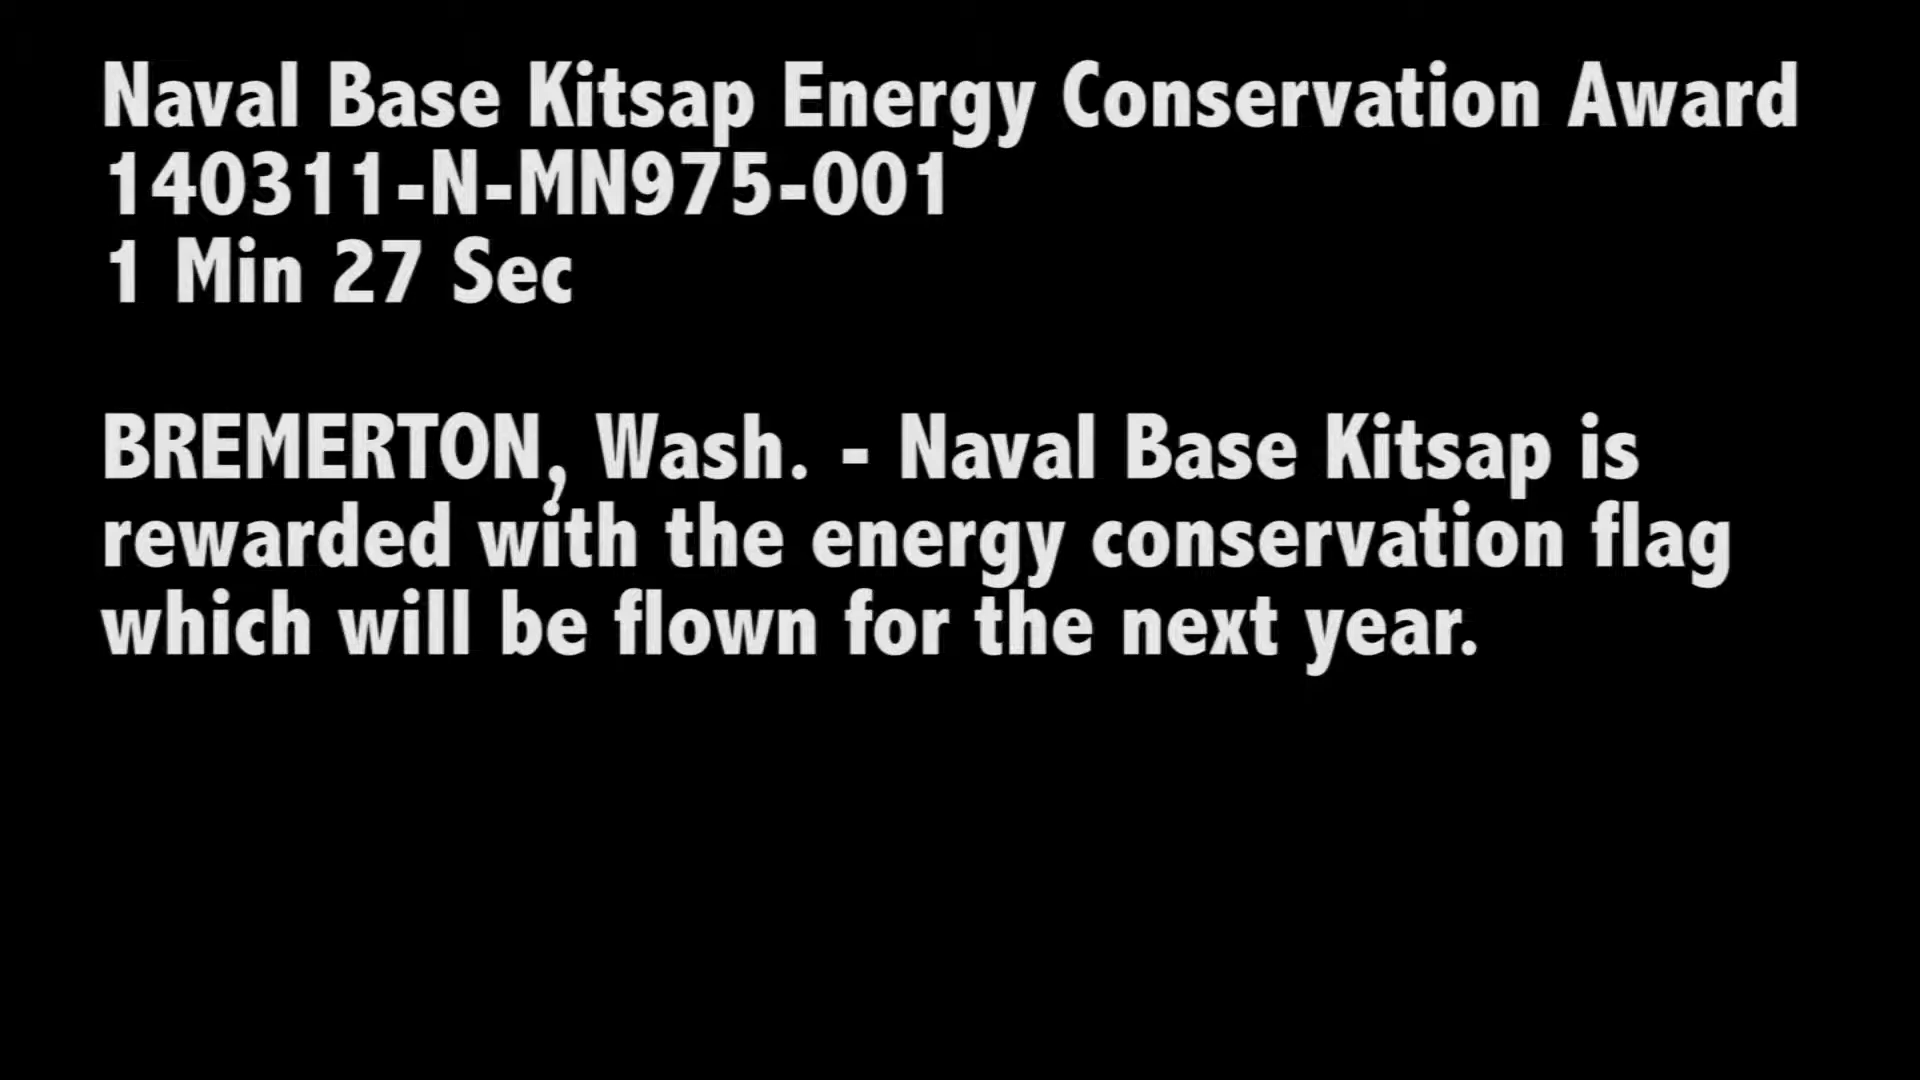 Naval Base Kitsap Energy Conservation Award
140311-N-MN975-001
1 Min 27 Sec
BREMERTON, Wash. - Naval Base Kitsap is
rewarded with the energy conservation flag
which will be flown for the next year.